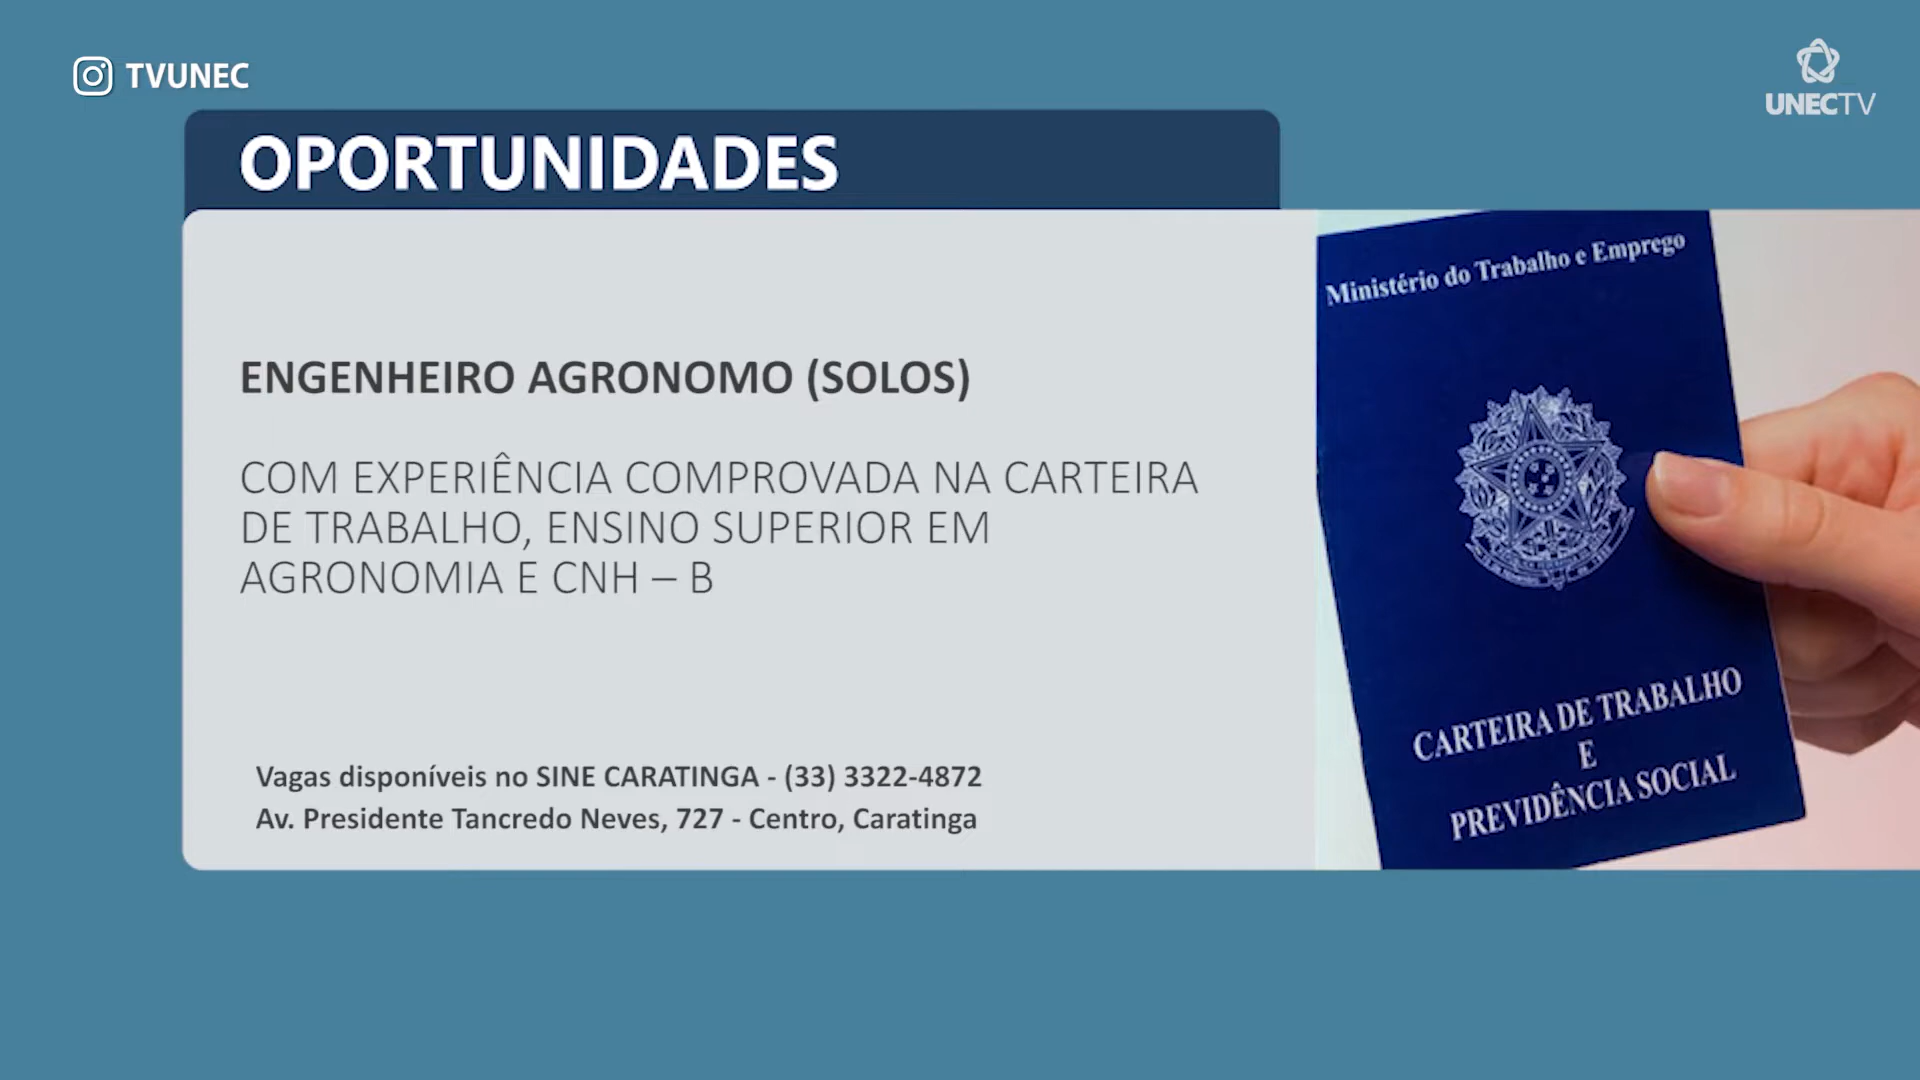 TVUNEC
UNECTV
OPORTUNIDADES
Ministério do Trabalho e Emprego
ENGENHEIRO AGRONOMO (SOLOS)
COM EXPERIÊNCIA COMPROVADA NA CARTEIRA
DE TRABALHO, ENSINO SUPERIOR EM
AGRONOMIA E CNH – B
CARTEIRA DE TRABALHO
E
PREVIDÊNCIA SOCIAL
Vagas disponíveis no SINE CARATINGA - (33) 3322-4872
Av. Presidente Tancredo Neves, 727 - Centro, Caratinga